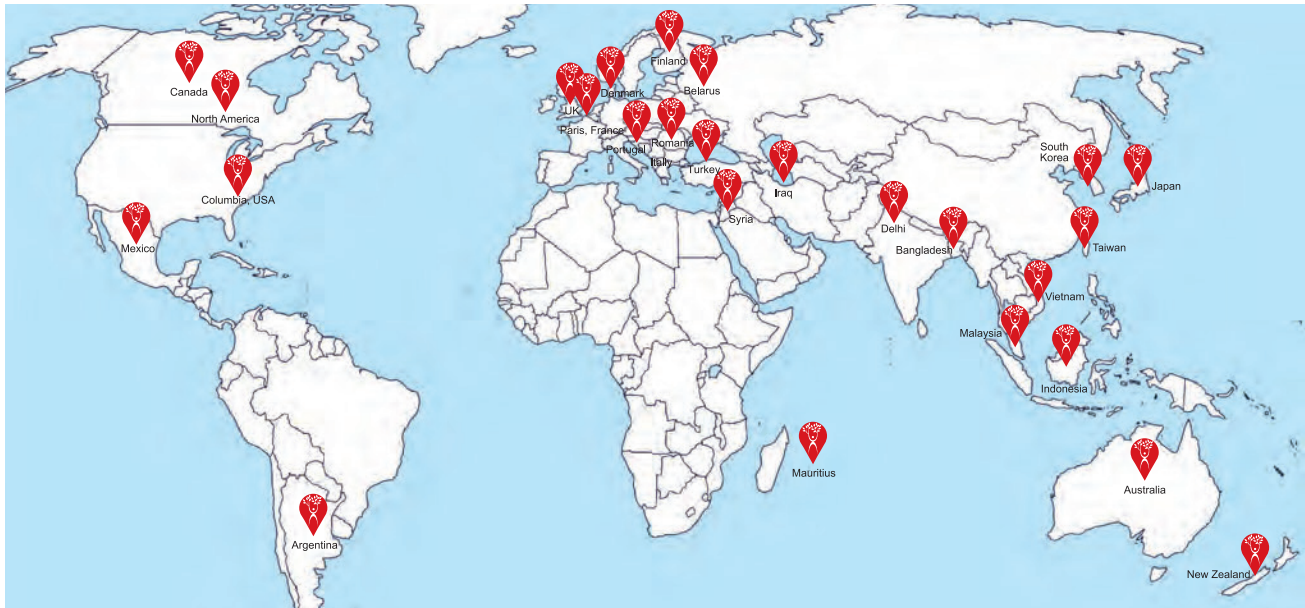 Finland
Canada
Denmark
Belarus
UK
North America
Paris, France
Portugal
Romania
South
Korea
Italy
Turkey
Iraq
Japan
Columbia, USA
Syria
Delhi
Mexico
Bangladesh
Taiwan
Vietnam
Malaysia
Indonesia
Mauritius
Australia
Argentina
New Zealand